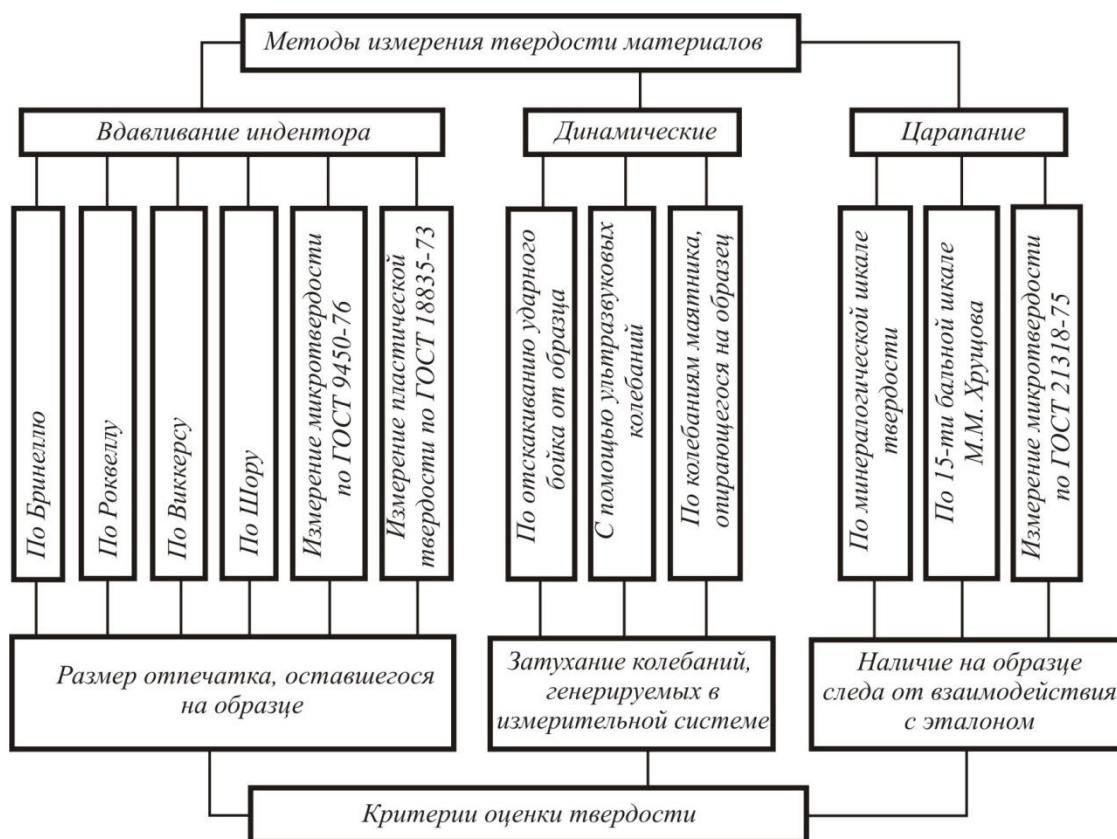 Методы измерения твердости материалов
Вдавливание индентора
Динамические
Царапание
По Бринеллю
По Роквеллу
По Виккерсу
По Шору
Измерение микротвердости
по ГОСТ 9450-76
Измерение пластической
твердости по ГОСТ 18835-73
По отскакиванию ударного
бойка от образца
С помощью ультразвуковых
колебаний
По колебаниям маятника,
опирающегося на образец
По минералогической шкале
твердости
По 15-ти бальной шкале
М.М. Хрущова
Измерение микротвердости
по ГОСТ 21318-75
Размер отпечатка, оставшегося
на образце
Затухание колебаний,
генерируемых в
измерительной системе
Наличие на образце
следа от взаимодействия
с эталоном
Критерии оценки твердости